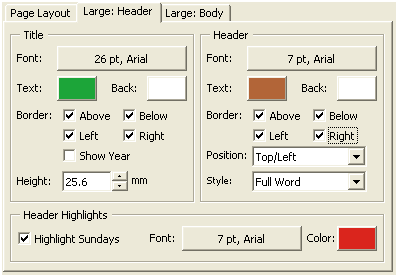 Page Layout Large: Header Large: Body
Title
Font: 26 pt, Arial
Text: Back:
Border: Above Below
Left Right
Show Year
Height: 25.6 mm
Header
Font: 7 pt, Arial
Text: Back:
Border: Above Below
Left Right
Position: Top/Left
Style: Full Word
Header Highlights
Highlight Sundays Font: 7 pt, Arial Color: